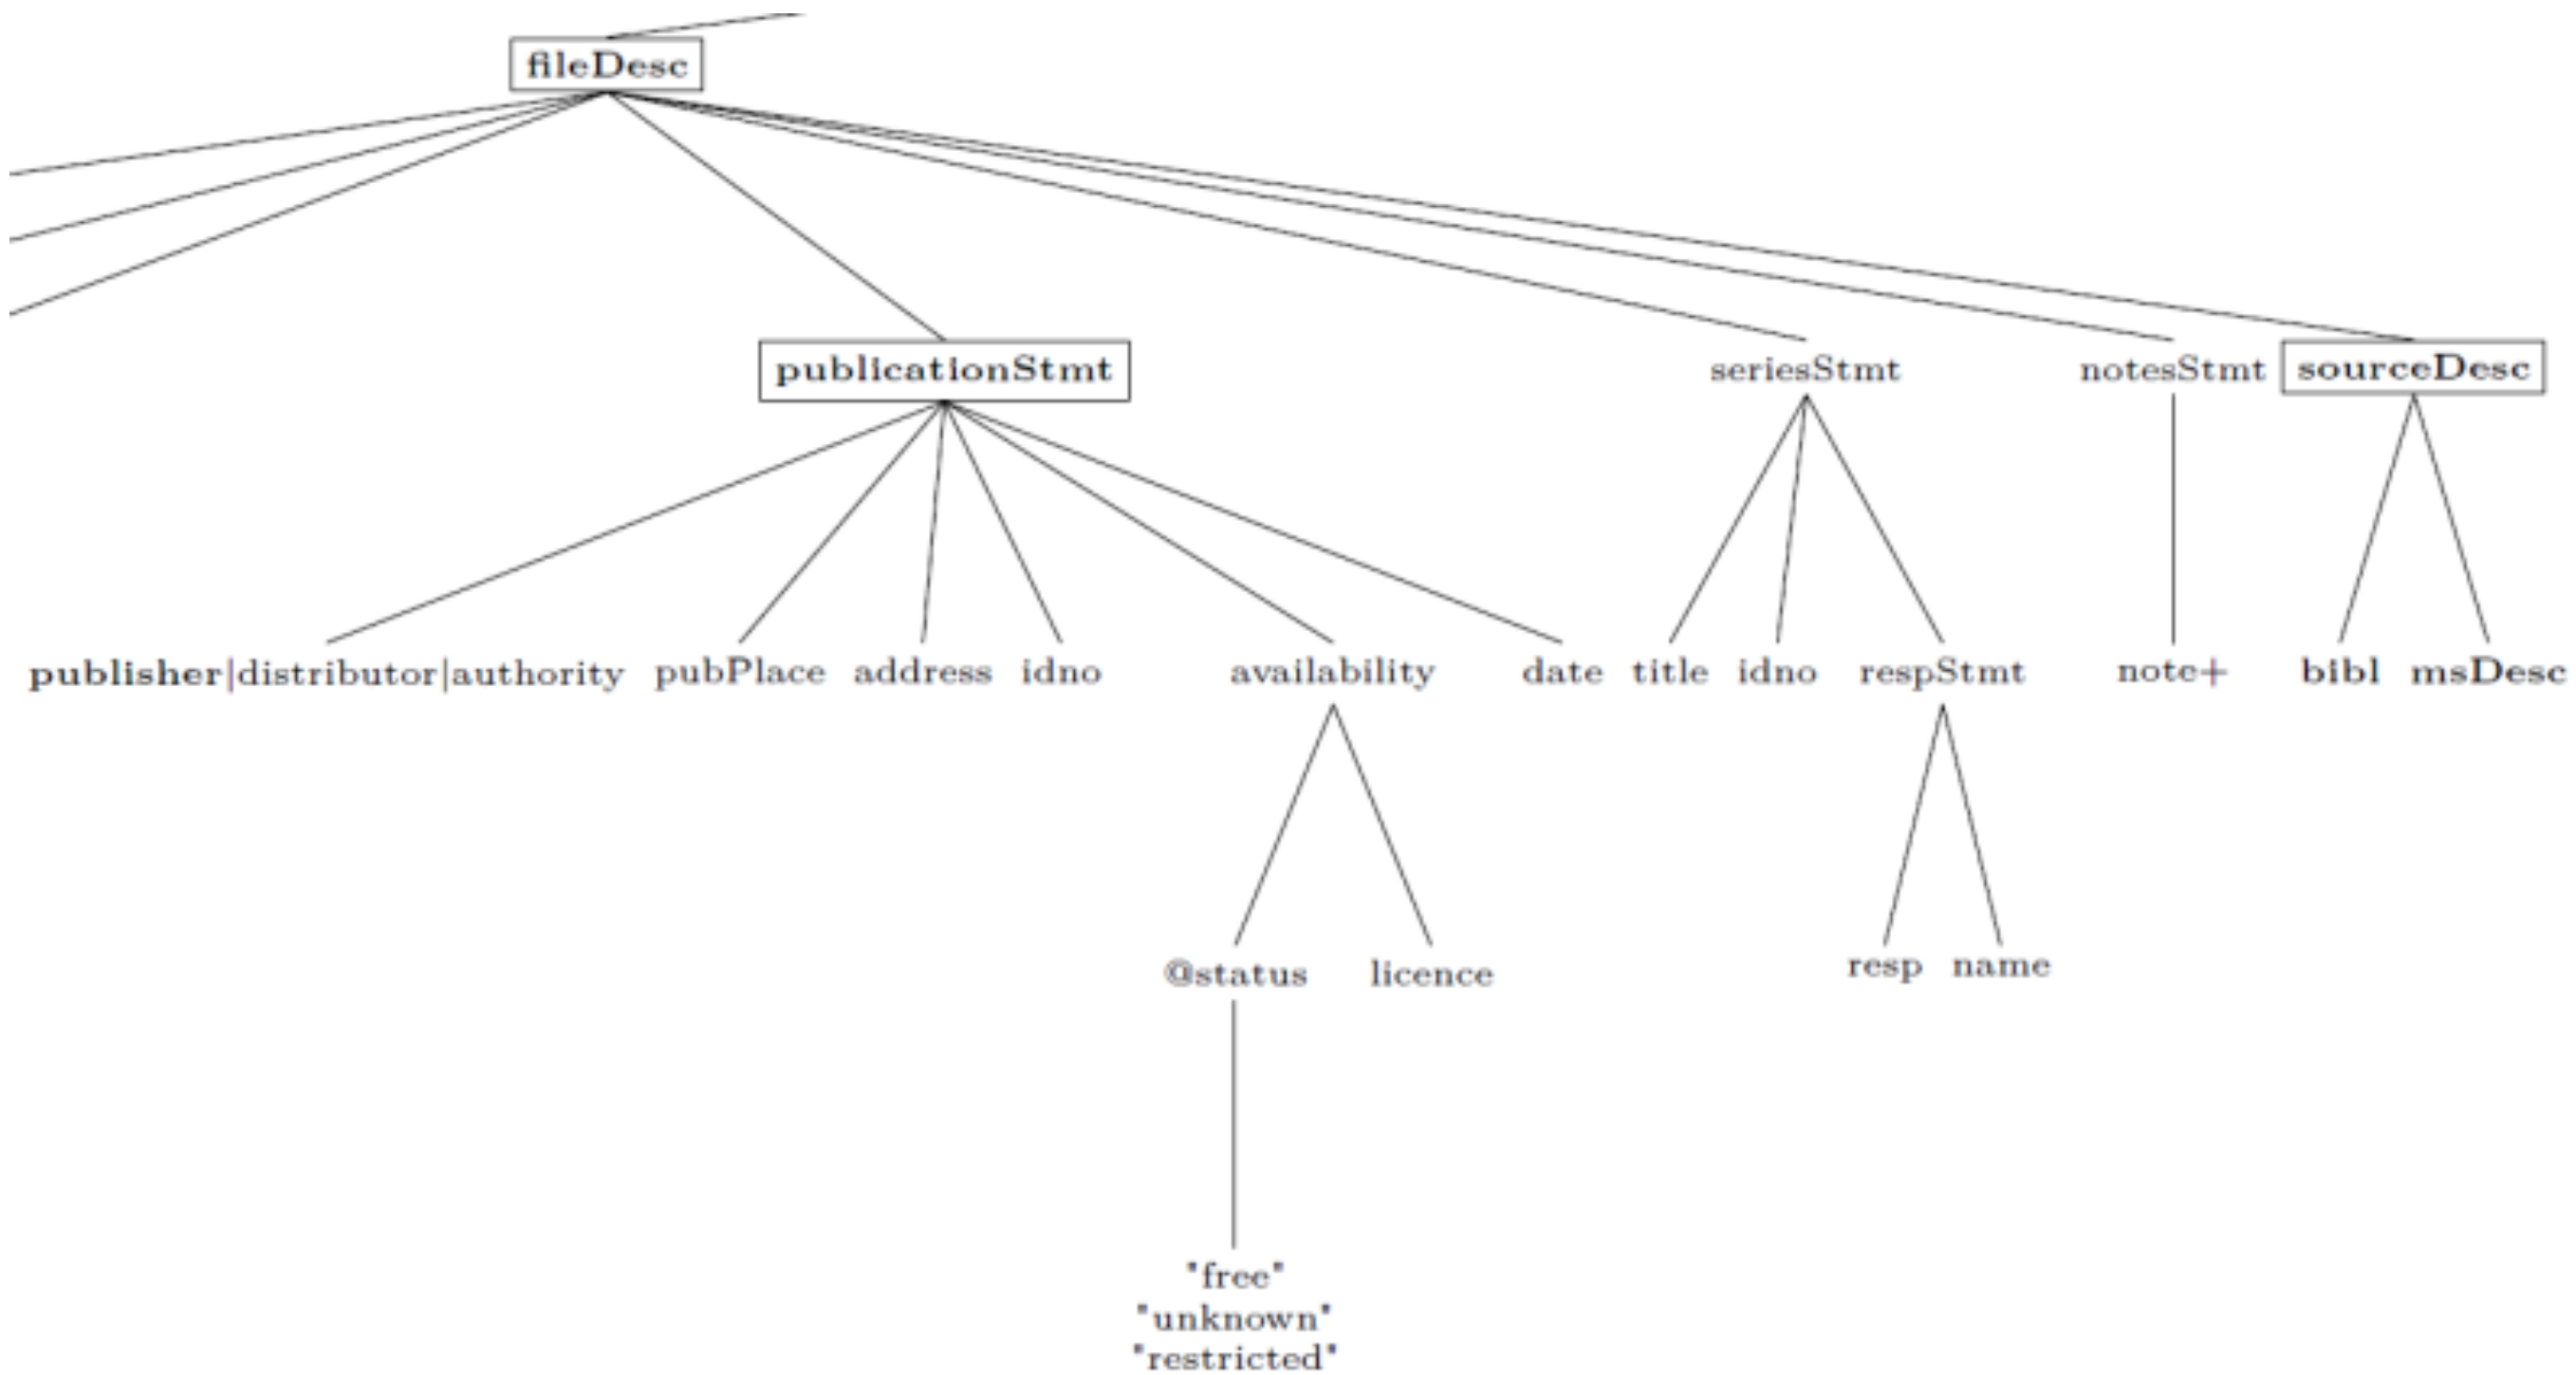 fileDesc
publicationStmt seriesStmt notesStmt sourceDesc
publisher|distributor|authority pubPlace address idno availability date title idno respStmt note+ bibl msDesc
@status licence resp name
"free"
"unknown"
"restricted"